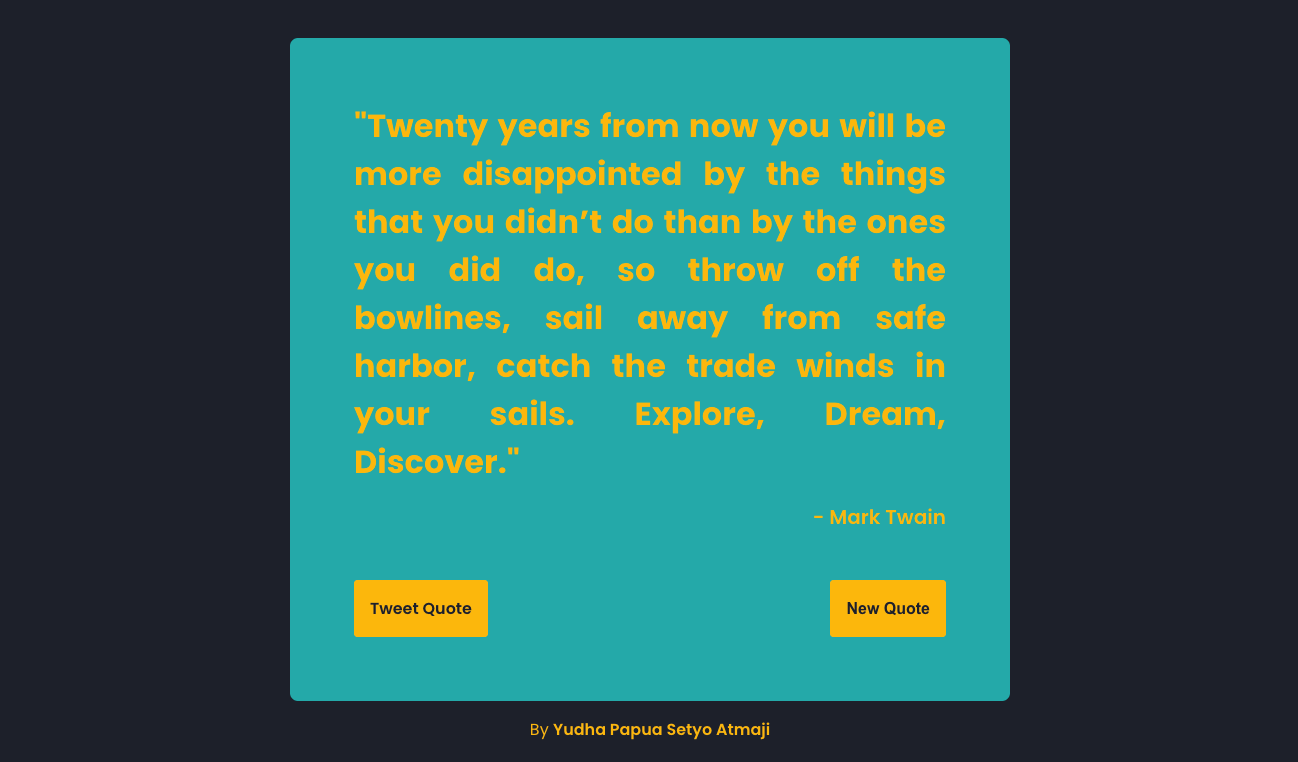 "Twenty years from now you will be
more disappointed by the things
that you didn’t do than by the ones
you did do, so throw off the
bowlines, sail away from safe
harbor, catch the trade winds in
your sails. Explore, Dream,
Discover."
- Mark Twain
Tweet Quote
New Quote
By Yudha Papua Setyo Atmaji